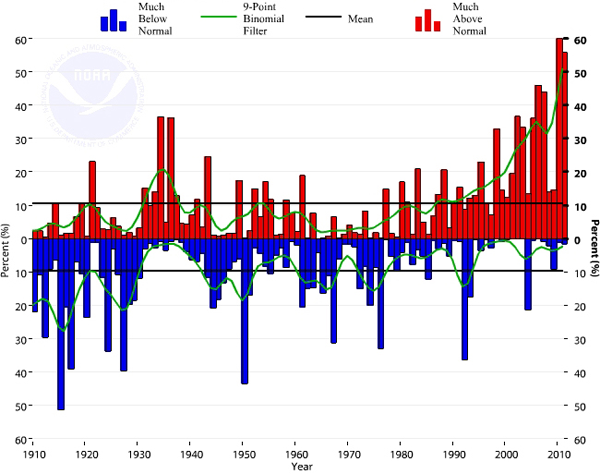 Much
Below
Normal
9-Point
Binomial
Filter
Mean
Much
Above
Normal
60 60
50 50
40 40
30 30
20 20
10 10
0 0
10 10
20 20
30 30
40 40
50 50
60 60
Percent (%)
Percent (%)
NOAA
1910 1920 1930 1940 1950 1960 1970 1980 1990 2000 2010
Year